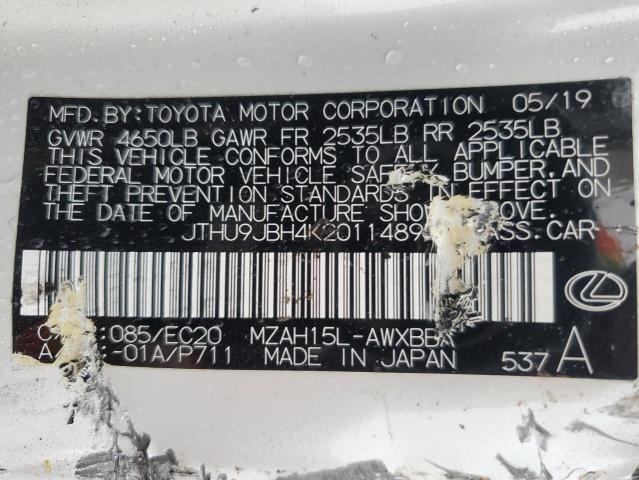 MFD. BY: TOYOTA MOTOR CORPORATION 05/19
GVWR 4650LB GAWR FR 2535LB RR 2535LB
THIS VEHICLE CONFORMS TO ALL APPLICABLE
FEDERAL MOTOR VEHICLE SAFETY, BUMPER, AND
THEFT PREVENTION STANDARDS IN EFFECT ON
THE DATE OF MANUFACTURE SHOWN ABOVE.
PASS.CAR
085/EC20 MZAH15L-AWXBBA
-01A/P711 MADE IN JAPAN 537 A